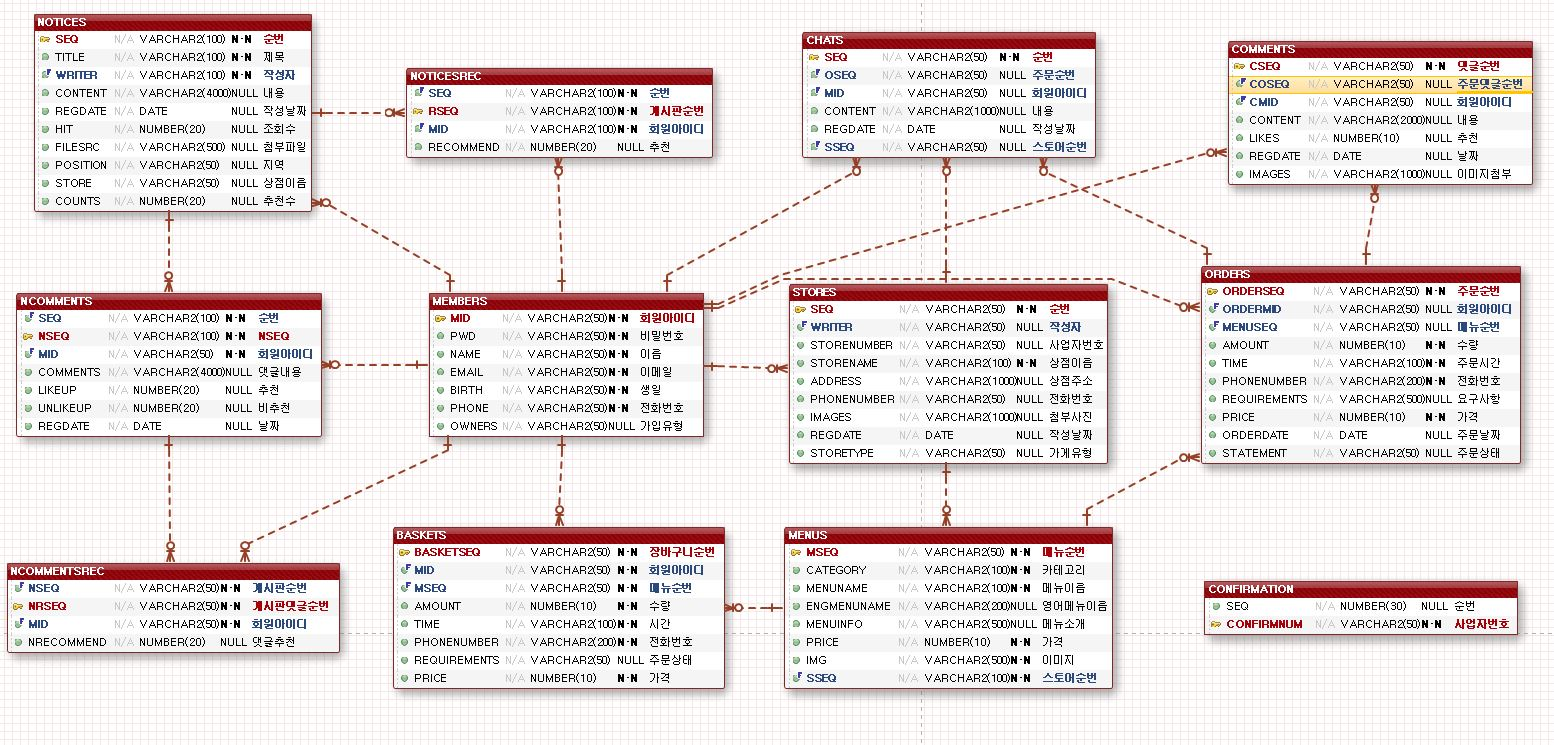 NOTICES
SEQ N/A VARCHAR2(100) N-N 순번
TITLE N/A VARCHAR2(100) N-N 제목
WRITER N/A VARCHAR2(100) N-N 작성자
CONTENT N/A VARCHAR2(4000) NULL 내용
REGDATE N/A DATE NULL 작성날짜
HIT N/A NUMBER(20) NULL 조회수
FILESRC N/A VARCHAR2(500) NULL 첨부파일
POSITION N/A VARCHAR2(50) NULL 지역
STORE N/A VARCHAR2(50) NULL 상점이름
COUNTS N/A NUMBER(20) NULL 추천수
NOTICESREC
SEQ N/A VARCHAR2(100) N-N 순번
RSEQ N/A VARCHAR2(100) N-N 게시판순번
MID N/A VARCHAR2(100) N-N 회원아이디
RECOMMEND N/A NUMBER(20) NULL 추천
CHATS
SEQ N/A VARCHAR2(50) N-N 순번
OSEQ N/A VARCHAR2(50) NULL 주문순번
MID N/A VARCHAR2(50) NULL 회원아이디
CONTENT N/A VARCHAR2(1000) NULL 내용
REGDATE N/A DATE NULL 작성날짜
SSEQ N/A VARCHAR2(50) NULL 스토어순번
COMMENTS
CSEQ N/A VARCHAR2(50) N-N 댓글순번
COSEQ N/A VARCHAR2(50) NULL 주문댓글순번
CMID N/A VARCHAR2(50) NULL 회원아이디
CONTENT N/A VARCHAR2(2000) NULL 내용
LIKES N/A NUMBER(10) NULL 추천
REGDATE N/A DATE NULL 날짜
IMAGES N/A VARCHAR2(1000) NULL 이미지첨부
NCOMMENTS
SEQ N/A VARCHAR2(100) N-N 순번
NSEQ N/A VARCHAR2(100) N-N NSEQ
MID N/A VARCHAR2(50) N-N 회원아이디
COMMENTS N/A VARCHAR2(4000) NULL 댓글내용
LIKEUP N/A NUMBER(20) NULL 추천
UNLIKEUP N/A NUMBER(20) NULL 비추천
REGDATE N/A DATE NULL 날짜
MEMBERS
MID N/A VARCHAR2(50) N-N 회원아이디
PWD N/A VARCHAR2(50) N-N 비밀번호
NAME N/A VARCHAR2(50) N-N 이름
EMAIL N/A VARCHAR2(50) N-N 이메일
BIRTH N/A VARCHAR2(50) N-N 생일
PHONE N/A VARCHAR2(50) N-N 전화번호
OWNERS N/A VARCHAR2(50) NULL 가입유형
STORES
SEQ N/A VARCHAR2(50) N-N 순번
WRITER N/A VARCHAR2(50) NULL 작성자
STORENUMBER N/A VARCHAR2(50) NULL 사업자번호
STORENAME N/A VARCHAR2(100) N-N 상점이름
ADDRESS N/A VARCHAR2(1000) NULL 상점주소
PHONENUMBER N/A VARCHAR2(50) NULL 전화번호
IMAGES N/A VARCHAR2(1000) NULL 첨부사진
REGDATE N/A DATE NULL 작성날짜
STORETYPE N/A VARCHAR2(50) NULL 가게유형
ORDERS
ORDERSEQ N/A VARCHAR2(50) N-N 주문순번
ORDERMID N/A VARCHAR2(50) NULL 회원아이디
MENUSEQ N/A VARCHAR2(50) NULL 메뉴순번
AMOUNT N/A NUMBER(10) N-N 수량
TIME N/A VARCHAR2(100) N-N 주문시간
PHONENUMBER N/A VARCHAR2(200) N-N 전화번호
REQUIREMENTS N/A VARCHAR2(500) NULL 요구사항
PRICE N/A NUMBER(10) N-N 가격
ORDERDATE N/A DATE NULL 주문날짜
STATEMENT N/A VARCHAR2(50) NULL 주문상태
NCOMMENTSREC
NSEQ N/A VARCHAR2(50) N-N 게시판순번
NRSEQ N/A VARCHAR2(50) N-N 게시판댓글순번
MID N/A VARCHAR2(50) N-N 회원아이디
NRECOMMEND N/A NUMBER(20) NULL 댓글추천
BASKETS
BASKETSEQ N/A VARCHAR2(50) N-N 장바구니순번
MID N/A VARCHAR2(50) NULL 회원아이디
MSEQ N/A VARCHAR2(50) NULL 메뉴순번
AMOUNT N/A NUMBER(10) N-N 수량
TIME N/A VARCHAR2(100) N-N 시간
PHONENUMBER N/A VARCHAR2(200) N-N 전화번호
REQUIREMENTS N/A VARCHAR2(50) NULL 주문상태
PRICE N/A NUMBER(10) N-N 가격
MENUS
MSEQ N/A VARCHAR2(50) N-N 메뉴순번
CATEGORY N/A VARCHAR2(100) N-N 카테고리
MENUNAME N/A VARCHAR2(100) N-N 메뉴이름
ENGMENUNAME N/A VARCHAR2(200) NULL 영어메뉴이름
MENUINFO N/A VARCHAR2(500) NULL 메뉴소개
PRICE N/A NUMBER(10) N-N 가격
IMG N/A VARCHAR2(500) N-N 이미지
SSEQ N/A VARCHAR2(50) N-N 스토어순번
CONFIRMATION
SEQ N/A NUMBER(30) NULL 순번
CONFIRMNUM N/A VARCHAR2(50) N-N 사업자번호